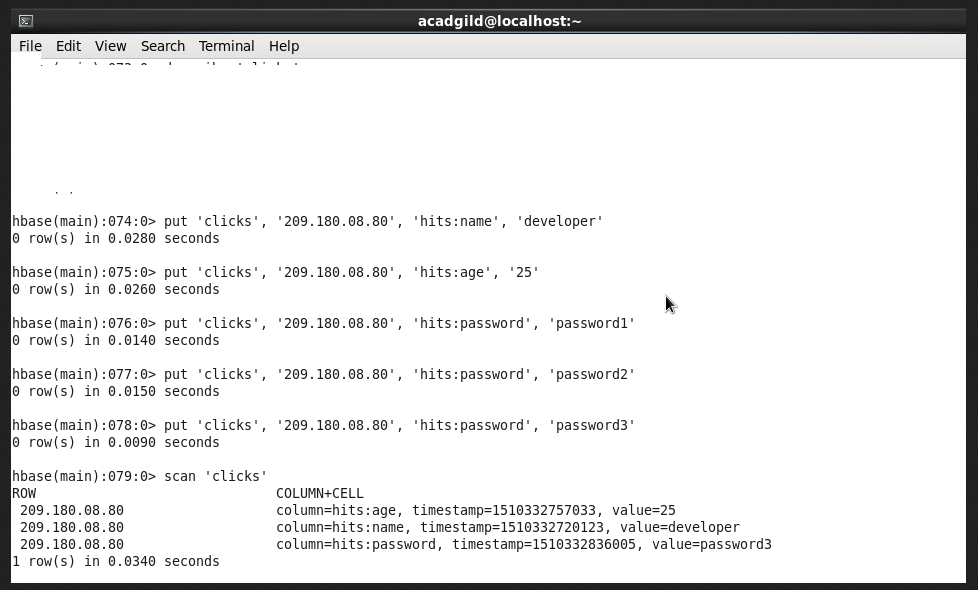 acadgild@localhost:~
File Edit View Search Terminal Help
hbase(main):074:0> put 'clicks', '209.180.08.80', 'hits:name', 'developer'
0 row(s) in 0.0280 seconds
hbase(main):075:0> put 'clicks', '209.180.08.80', 'hits:age', '25'
0 row(s) in 0.0260 seconds
hbase(main):076:0> put 'clicks', '209.180.08.80', 'hits:password', 'password1'
0 row(s) in 0.0140 seconds
hbase(main):077:0> put 'clicks', '209.180.08.80', 'hits:password', 'password2'
0 row(s) in 0.0150 seconds
hbase(main):078:0> put 'clicks', '209.180.08.80', 'hits:password', 'password3'
0 row(s) in 0.0090 seconds
hbase(main):079:0> scan 'clicks'
ROW COLUMN+CELL
209.180.08.80 column=hits:age, timestamp=1510332757033, value=25
209.180.08.80 column=hits:name, timestamp=1510332720123, value=developer
209.180.08.80 column=hits:password, timestamp=1510332836005, value=password3
1 row(s) in 0.0340 seconds